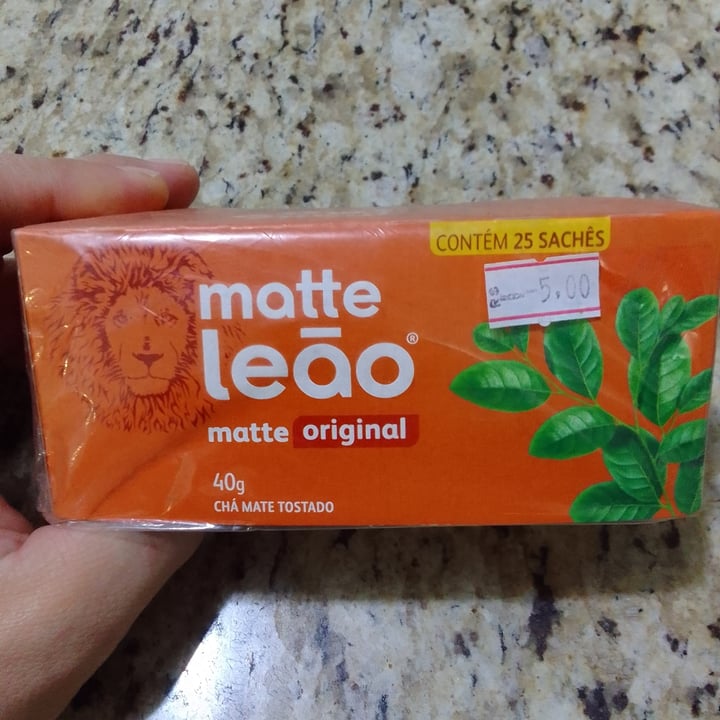 CONTÉM 25 SACHÊS
5.00
matte
leão®
matte original
40g
CHÁ MATE TOSTADO